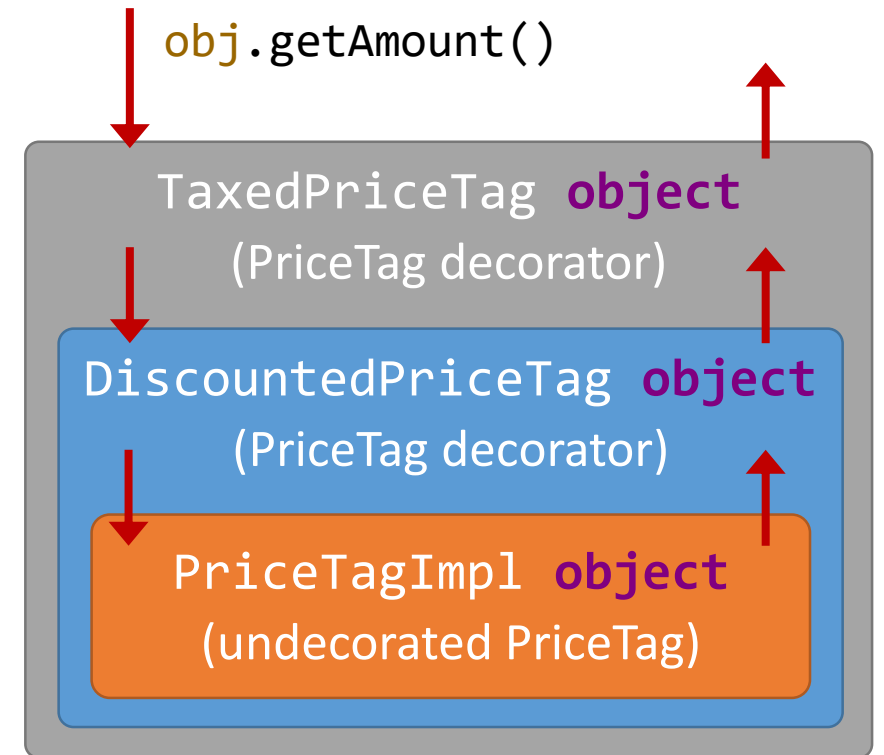 obj.getAmount()
TaxedPriceTag object
(PriceTag decorator)
DiscountedPriceTag object
(PriceTag decorator)
PriceTagImpl object
(undecorated PriceTag)